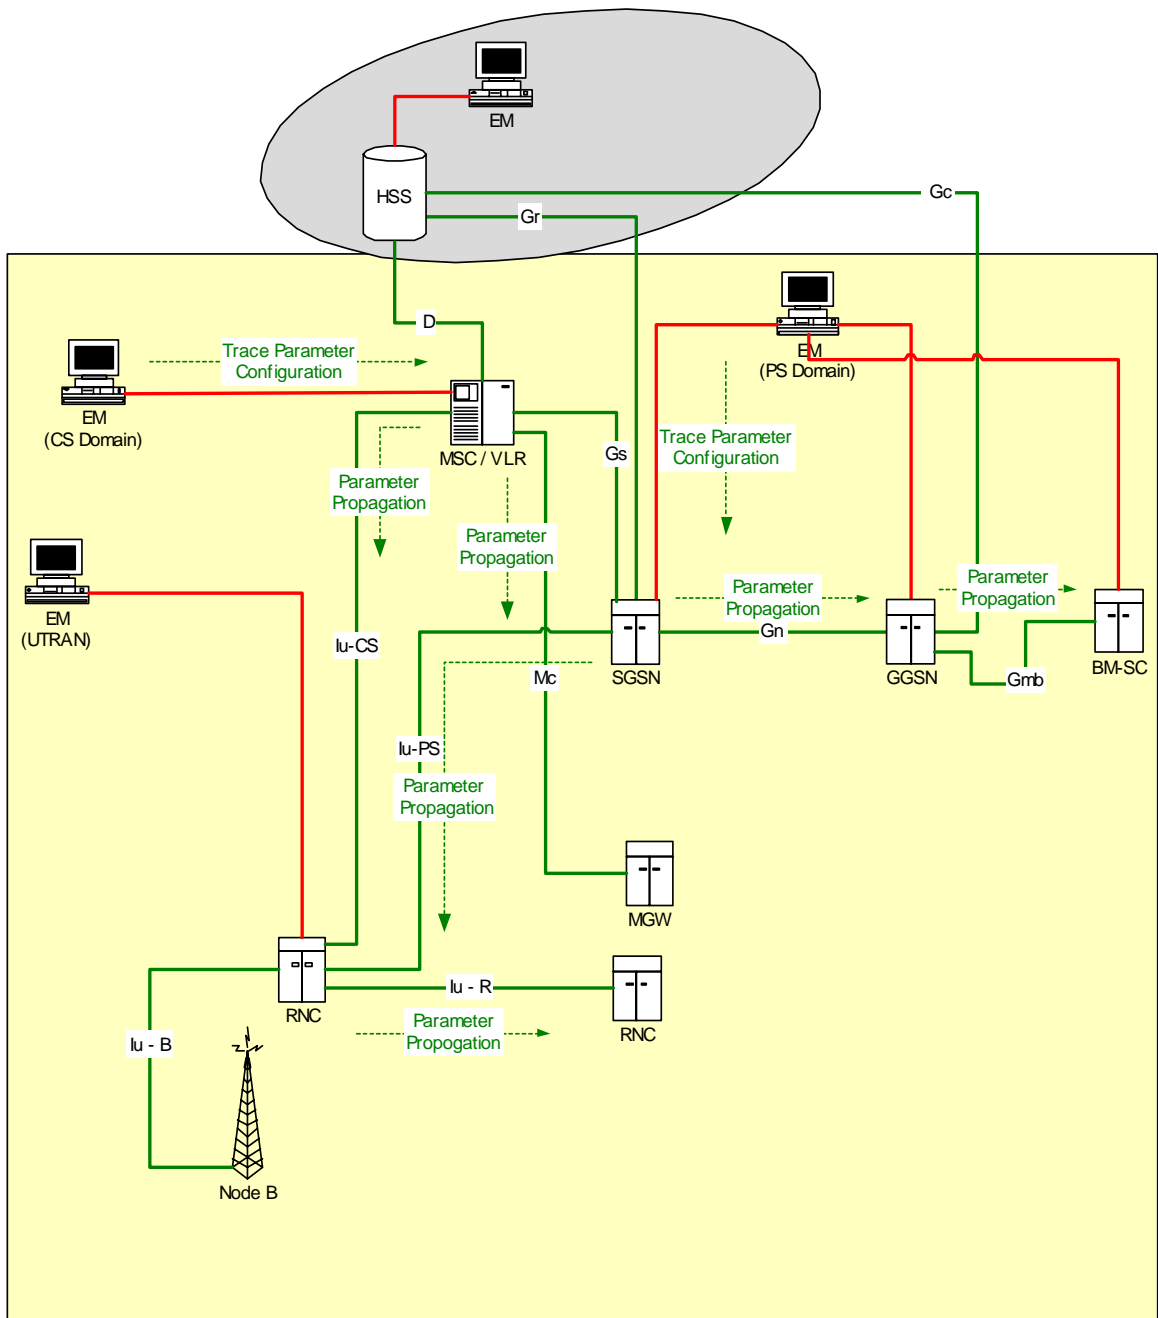 EM
HSS
Gc
Gr
D
EM
(PS Domain)
Trace Parameter
Configuration
EM
(CS Domain)
MSC / VLR
Gs
Trace Parameter
Configuration
Parameter
Propagation
Parameter
Propagation
EM
(UTRAN)
Parameter
Propagation
Parameter
Propagation
Iu-CS
Gn
SGSN
GGSN
BM-SC
Mc
Gmb
Iu-PS
Parameter
Propagation
MGW
RNC
Iu - R
RNC
Parameter
Propogation
Iu - B
Node B